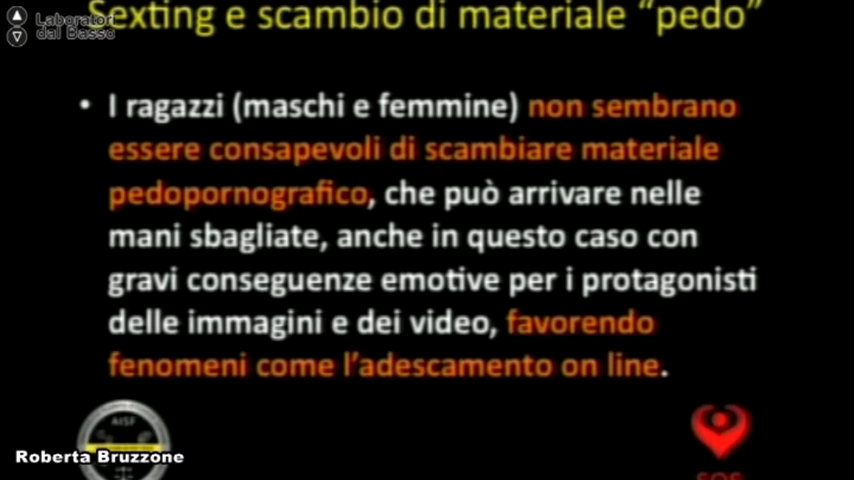 Sexting e scambio di materiale “pedo”
Laboratori
dal Basso
• I ragazzi (maschi e femmine) non sembrano
essere consapevoli di scambiare materiale
pedopornografico, che può arrivare nelle
mani sbagliate, anche in questo caso con
gravi conseguenze emotive per i protagonisti
delle immagini e dei video, favorendo
fenomeni come l’adescamento on line.
AISF
Roberta Bruzzone
SOS